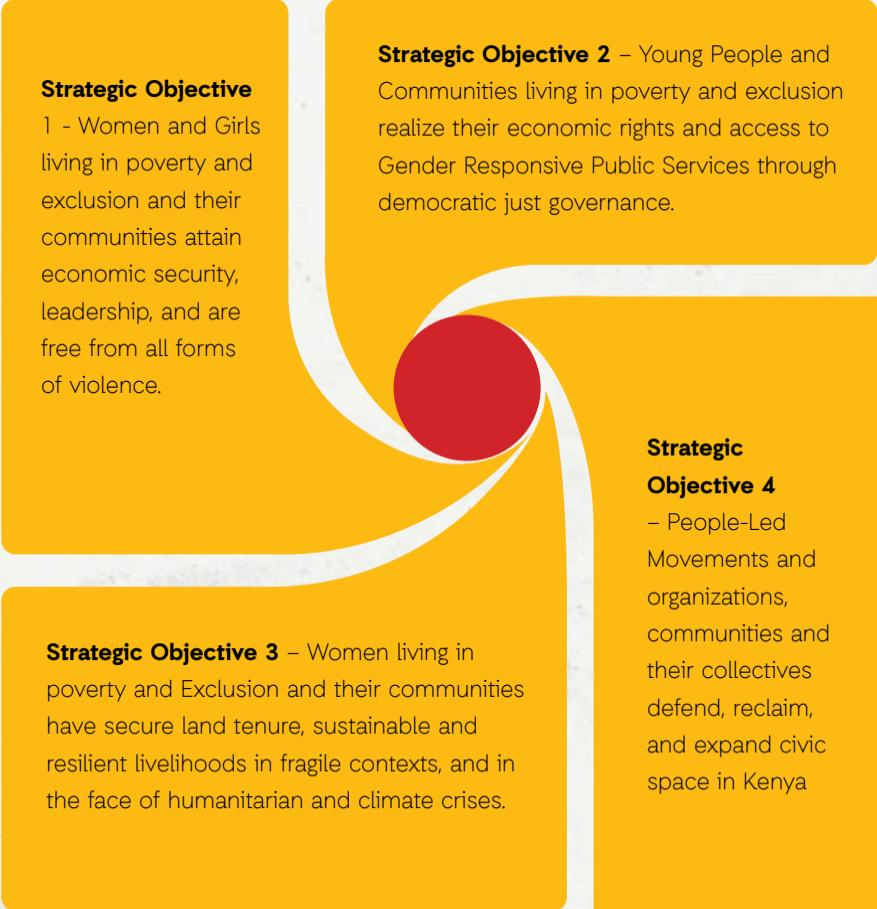 Strategic Objective
1 - Women and Girls
living in poverty and
exclusion and their
communities attain
economic security,
leadership, and are
free from all forms
of violence.
Strategic Objective 2 – Young People and
Communities living in poverty and exclusion
realize their economic rights and access to
Gender Responsive Public Services through
democratic just governance.
Strategic Objective 3 – Women living in
poverty and Exclusion and their communities
have secure land tenure, sustainable and
resilient livelihoods in fragile contexts, and in
the face of humanitarian and climate crises.
Strategic
Objective 4
– People-Led
Movements and
organizations,
communities and
their collectives
defend, reclaim,
and expand civic
space in Kenya